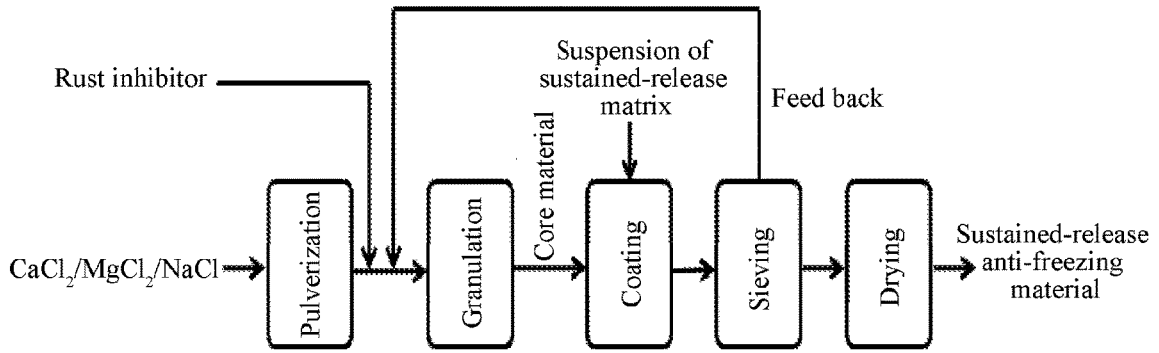 Rust inhibitor
Suspension of
sustained-release
matrix
Feed back
CaCl₂/MgCl₂/NaCl
Pulverization
Granulation
Core material
Coating
Sieving
Drying
Sustained-release
anti-freezing
material